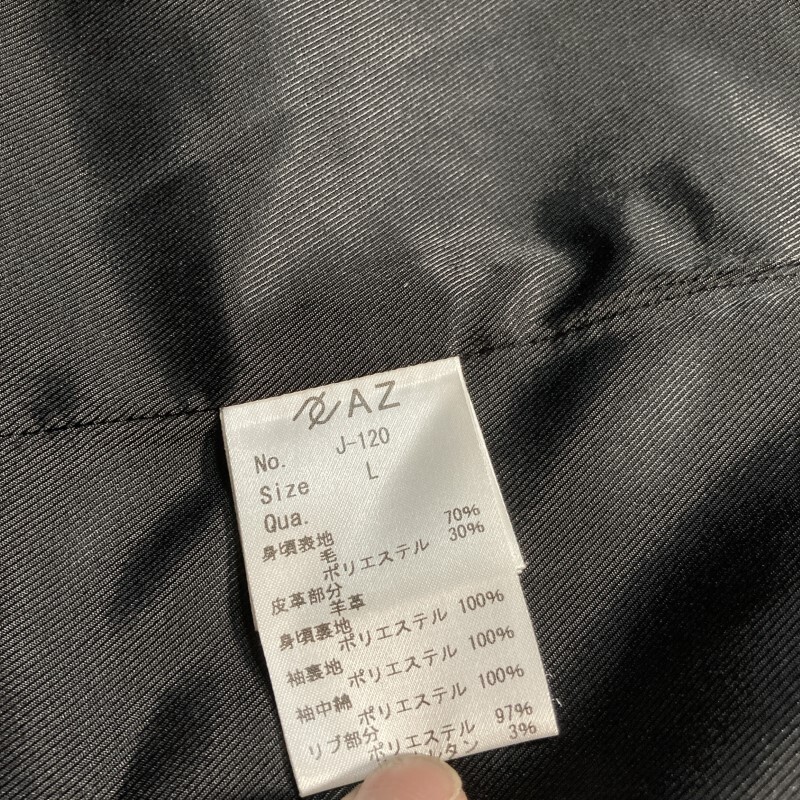 AZ
No. J-120
Size L
Qua.
身頃表地
毛 70%
ポリエステル 30%
皮革部分
羊革
身頃裏地
ポリエステル 100%
袖裏地
ポリエステル 100%
袖中綿
ポリエステル 100%
リブ部分
ポリエステル 97%
3%